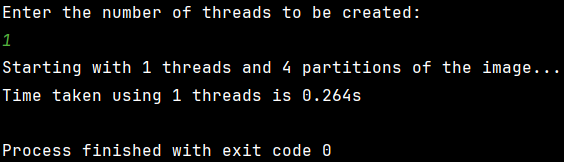 Enter the number of threads to be created:
1
Starting with 1 threads and 4 partitions of the image...
Time taken using 1 threads is 0.264s
Process finished with exit code 0